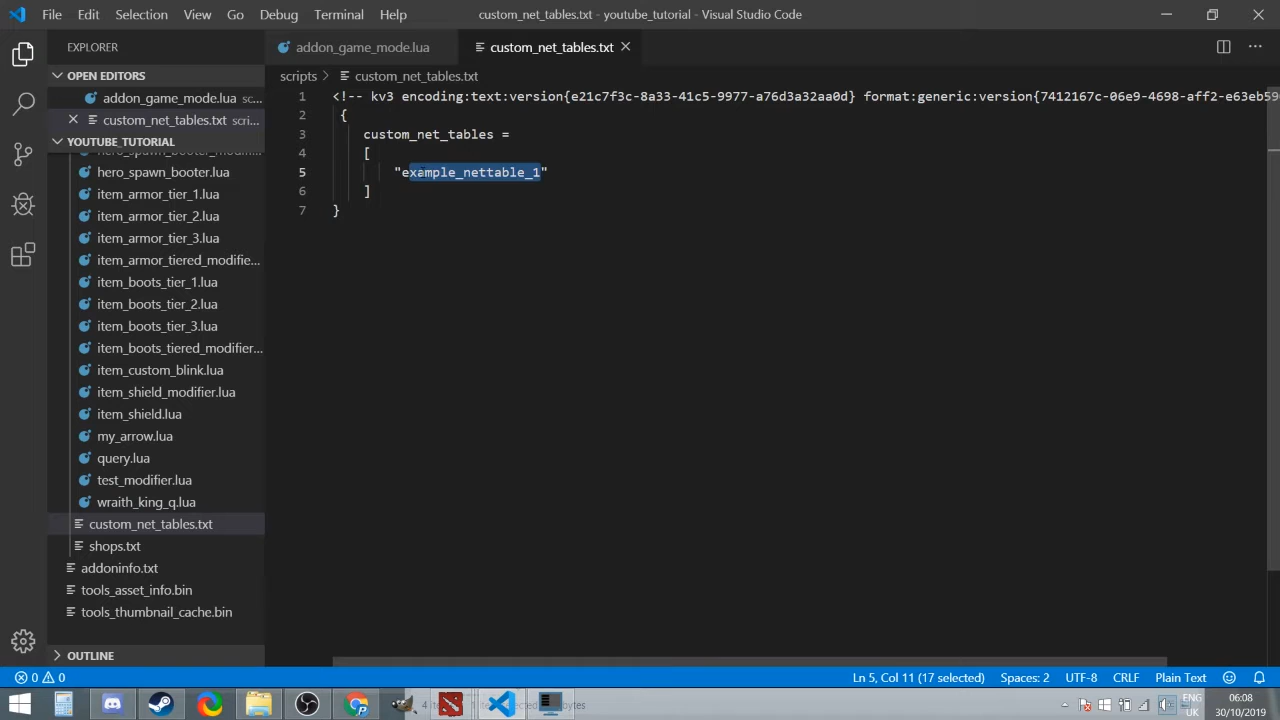 File Edit Selection View Go Debug Terminal Help custom_net_tables.txt - youtube_tutorial - Visual Studio Code
EXPLORER
addon_game_mode.lua custom_net_tables.txt
OPEN EDITORS
scripts > custom_net_tables.txt
addon_game_mode.lua sc...
custom_net_tables.txt scri...
YOUTUBE_TUTORIAL
hero_spawn_booter_modifi...
hero_spawn_booter.lua
item_armor_tier_1.lua
item_armor_tier_2.lua
item_armor_tier_3.lua
item_armor_tiered_modifie...
item_boots_tier_1.lua
item_boots_tier_2.lua
item_boots_tier_3.lua
item_boots_tiered_modifier...
item_custom_blink.lua
item_shield_modifier.lua
item_shield.lua
my_arrow.lua
query.lua
test_modifier.lua
wraith_king_q.lua
custom_net_tables.txt
shops.txt
addoninfo.txt
tools_asset_info.bin
tools_thumbnail_cache.bin
OUTLINE
1 <!-- kv3 encoding:text:version{e21c7f3c-8a33-41c5-9977-a76d3a32aa0d} format:generic:version{7412167c-06e9-4698-aff2-e63eb59
2 {
3 custom_net_tables =
4 [
5 "example_nettable_1"
6 ]
7 }
0 0 Ln 5, Col 11 (17 selected) Spaces: 2 UTF-8 CRLF Plain Text
ENG
UK
06:08
30/10/2019